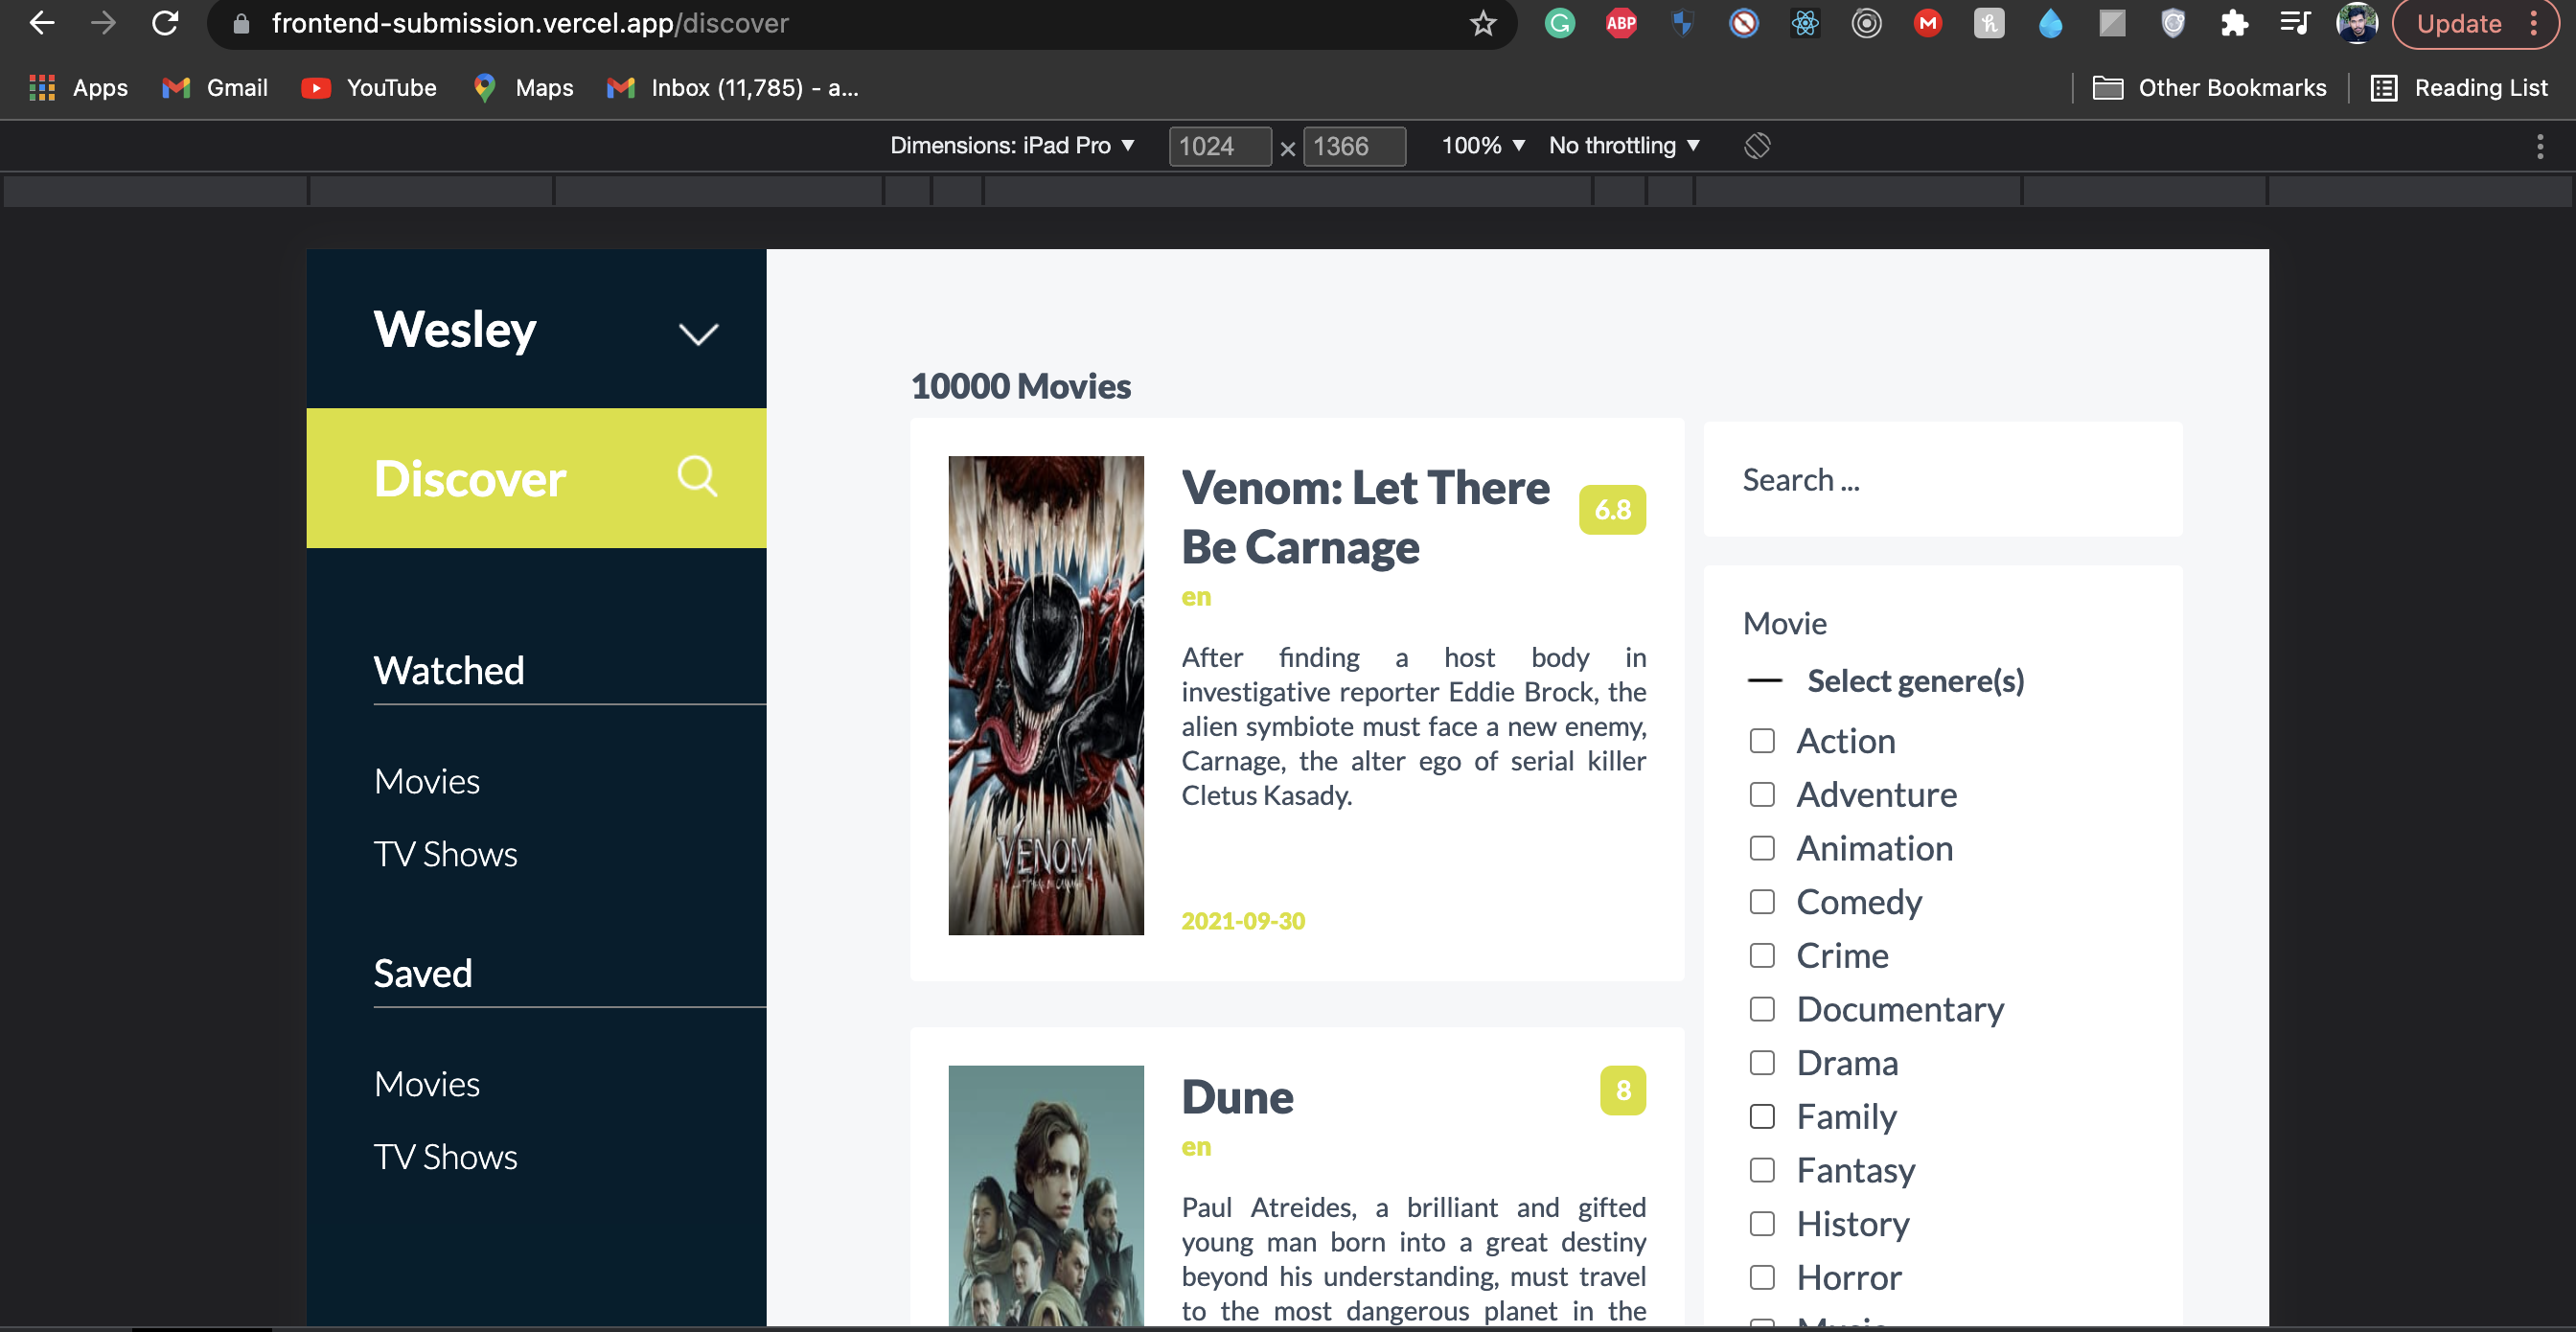 frontend-submission.vercel.app/discover
ABP
Update
Apps
Gmail
YouTube
Maps
Inbox (11,785) - a...
Other Bookmarks
Reading List
Dimensions: iPad Pro ▼
1024 × 1366
100% ▼
No throttling ▼
Wesley
Discover
Watched
Movies
TV Shows
Saved
Movies
TV Shows
10000 Movies
Venom: Let There
Be Carnage
6.8
en
After finding a host body in
investigative reporter Eddie Brock, the
alien symbiote must face a new enemy,
Carnage, the alter ego of serial killer
Cletus Kasady.
2021-09-30
VENOM
Dune
8
en
Paul Atreides, a brilliant and gifted
young man born into a great destiny
beyond his understanding, must travel
to the most dangerous planet in the
Search ...
Movie
Select genere(s)
Action
Adventure
Animation
Comedy
Crime
Documentary
Drama
Family
Fantasy
History
Horror
Music